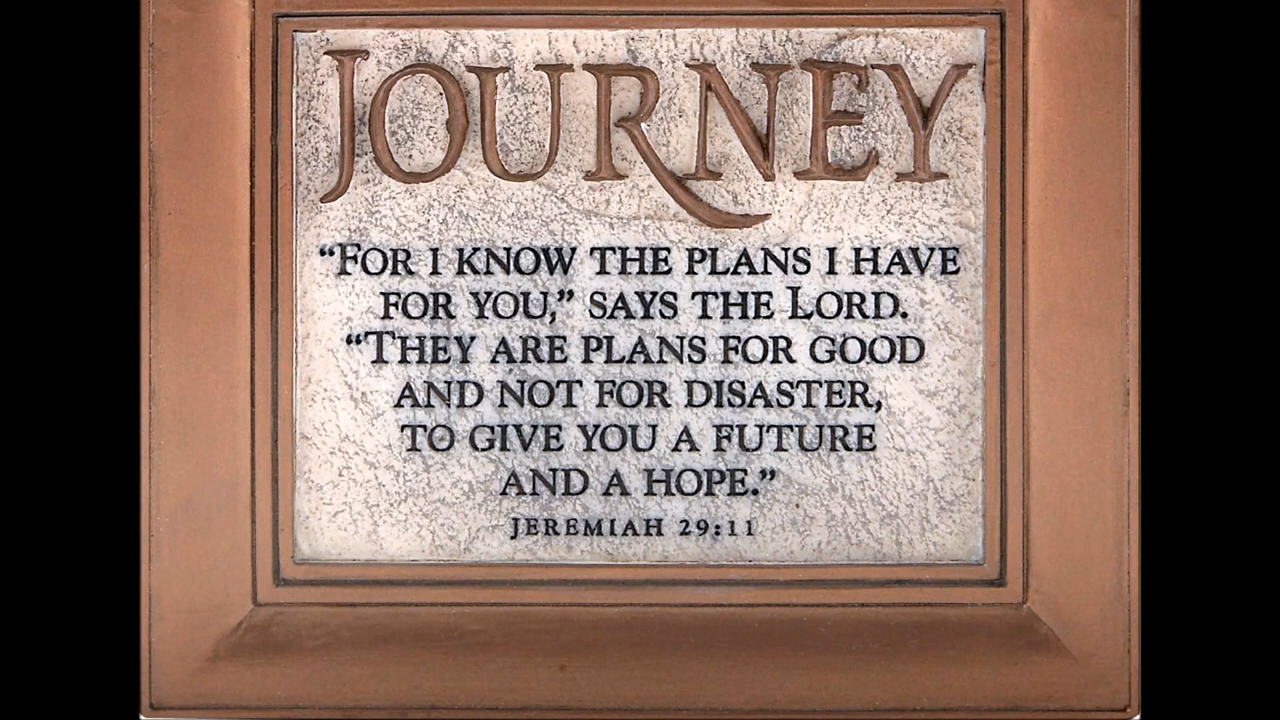 JOURNEY
“FOR I KNOW THE PLANS I HAVE
FOR YOU,” SAYS THE LORD.
“THEY ARE PLANS FOR GOOD
AND NOT FOR DISASTER,
TO GIVE YOU A FUTURE
AND A HOPE.”
JEREMIAH 29:11